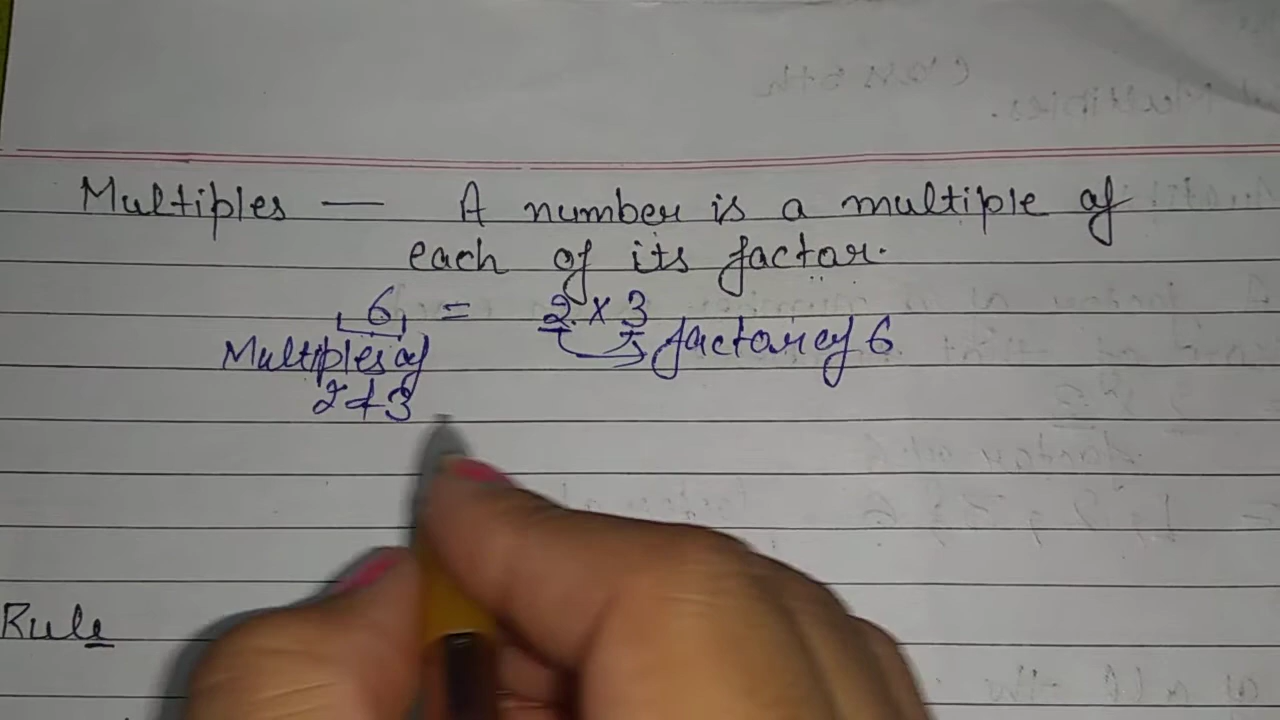 Multiples — A number is a multiple of
each of its factor.
6 = 2 × 3
Multiples of factor of 6
2 & 3
Rule